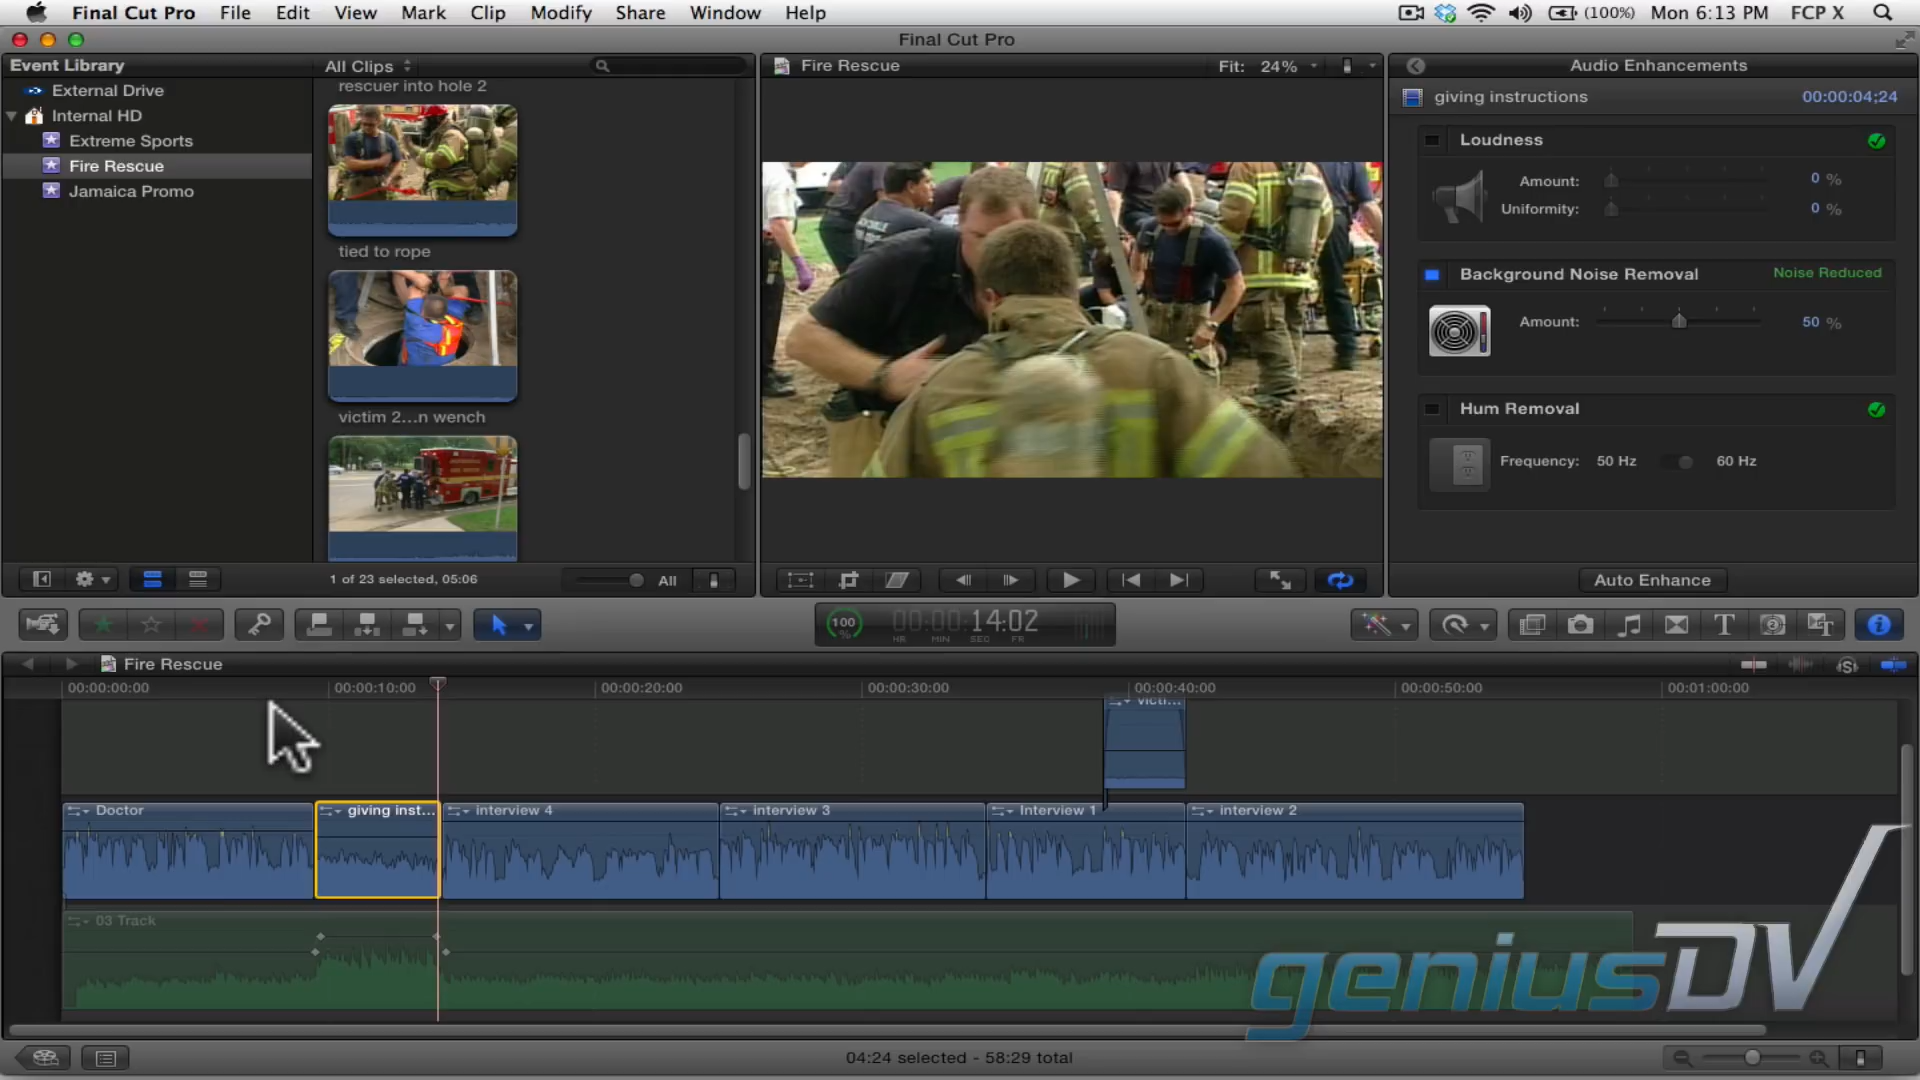 Final Cut Pro File Edit View Mark Clip Modify Share Window Help (100%) Mon 6:13 PM FCP X
Final Cut Pro
Event Library
External Drive
Internal HD
Extreme Sports
Fire Rescue
Jamaica Promo
All Clips
rescuer into hole 2
tied to rope
victim 2...n wench
1 of 23 selected, 05:06
All
Fire Rescue
Fit: 24%
Audio Enhancements
giving instructions 00:00:04;24
Loudness
Amount: 0 %
Uniformity: 0 %
Background Noise Removal Noise Reduced
Amount: 50 %
Hum Removal
Frequency: 50 Hz 60 Hz
Auto Enhance
100 %
00:00:14:02
HR MIN SEC FR
Fire Rescue
00:00:00:00 00:00:10:00 00:00:20:00 00:00:30:00 00:00:40:00 00:00:50:00 00:01:00:00
victi...
Doctor giving inst... interview 4 interview 3 Interview 1 interview 2
03 Track
geniusDV
04:24 selected - 58:29 total